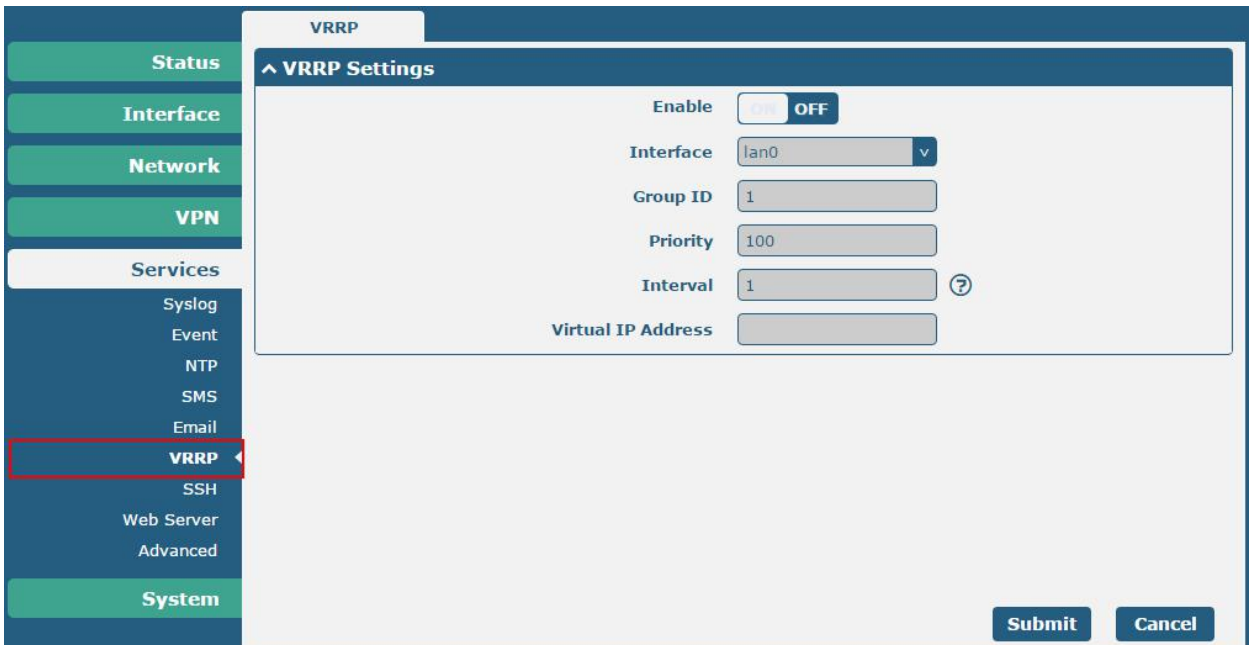 VRRP
Status
Interface
Network
VPN
Services
Syslog
Event
NTP
SMS
Email
VRRP
SSH
Web Server
Advanced
System
VRRP Settings
Enable ON OFF
Interface lan0 v
Group ID 1
Priority 100
Interval 1 ?
Virtual IP Address
Submit Cancel